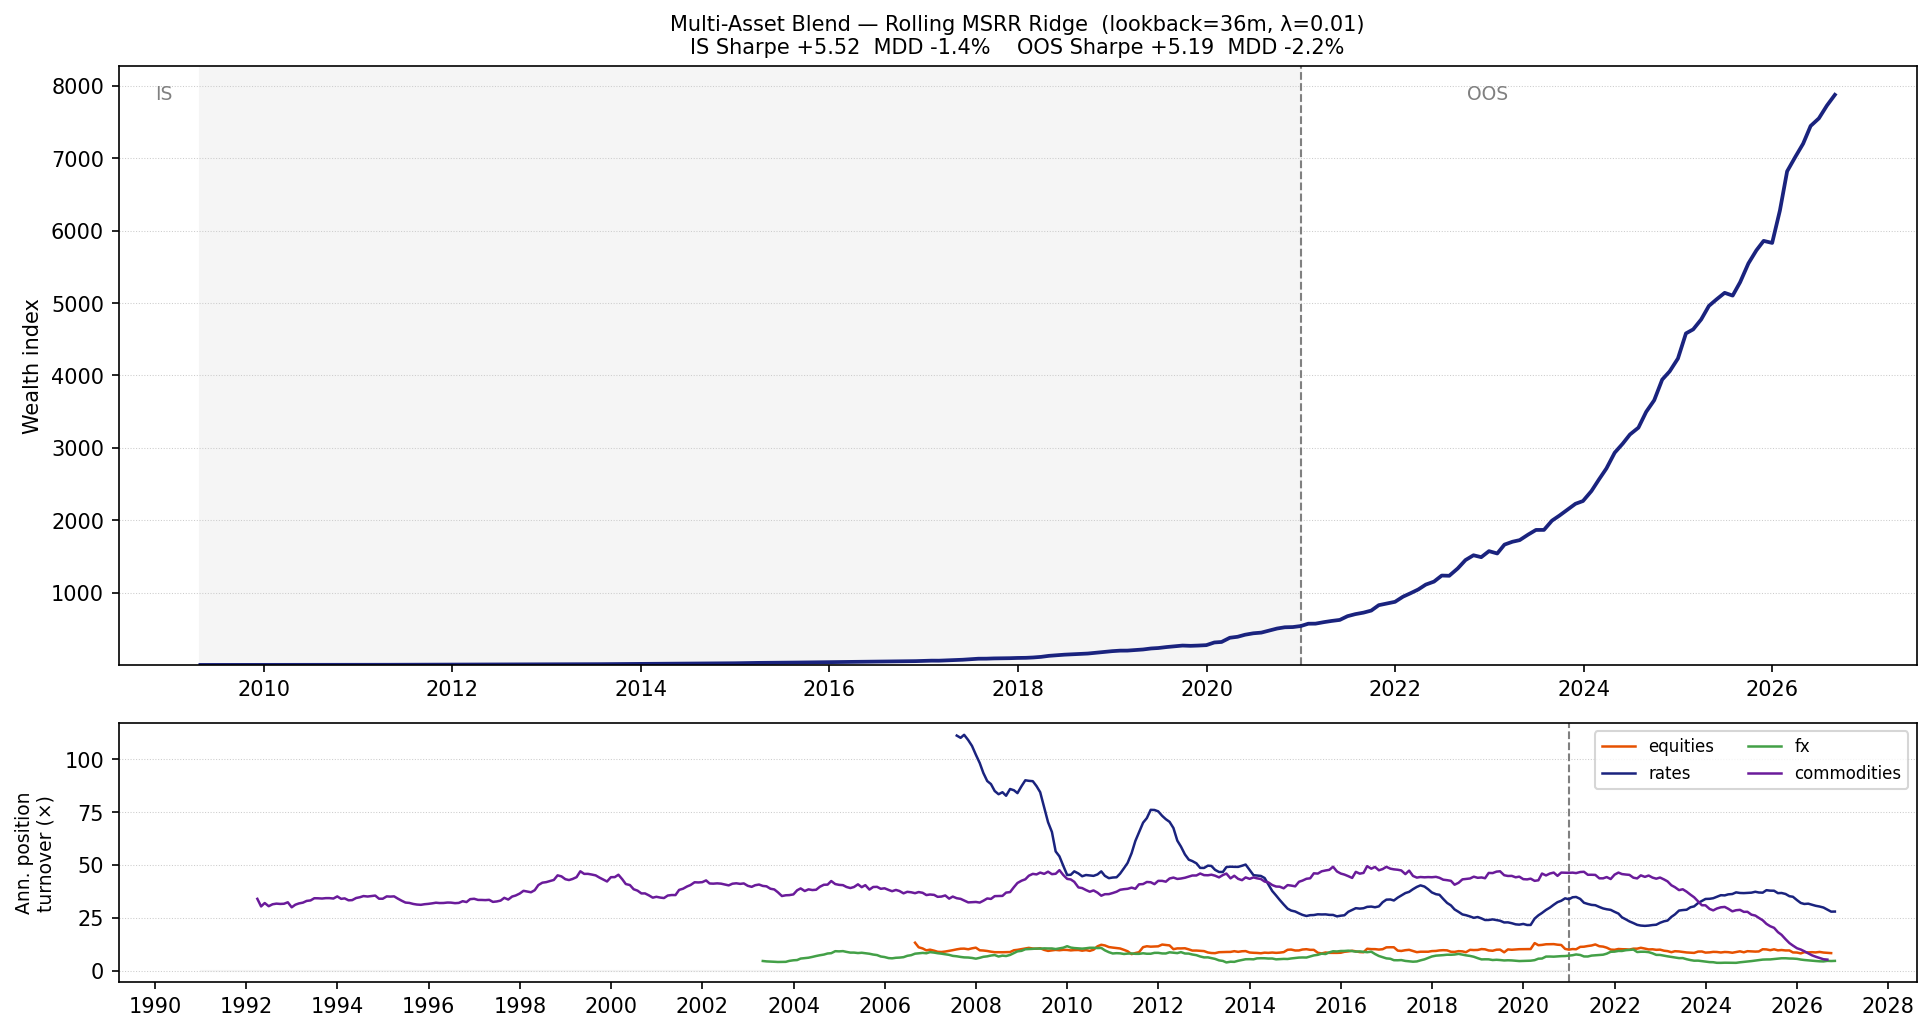 Multi-Asset Blend — Rolling MSRR Ridge  (lookback=36m, λ=0.01)
IS Sharpe +5.52  MDD -1.4%    OOS Sharpe +5.19  MDD -2.2%
IS
OOS
Wealth index
8000
7000
6000
5000
4000
3000
2000
1000
2010 2012 2014 2016 2018 2020 2022 2024 2026
Ann. position
turnover (×)
100
75
50
25
0
equities
rates
fx
commodities
1990 1992 1994 1996 1998 2000 2002 2004 2006 2008 2010 2012 2014 2016 2018 2020 2022 2024 2026 2028